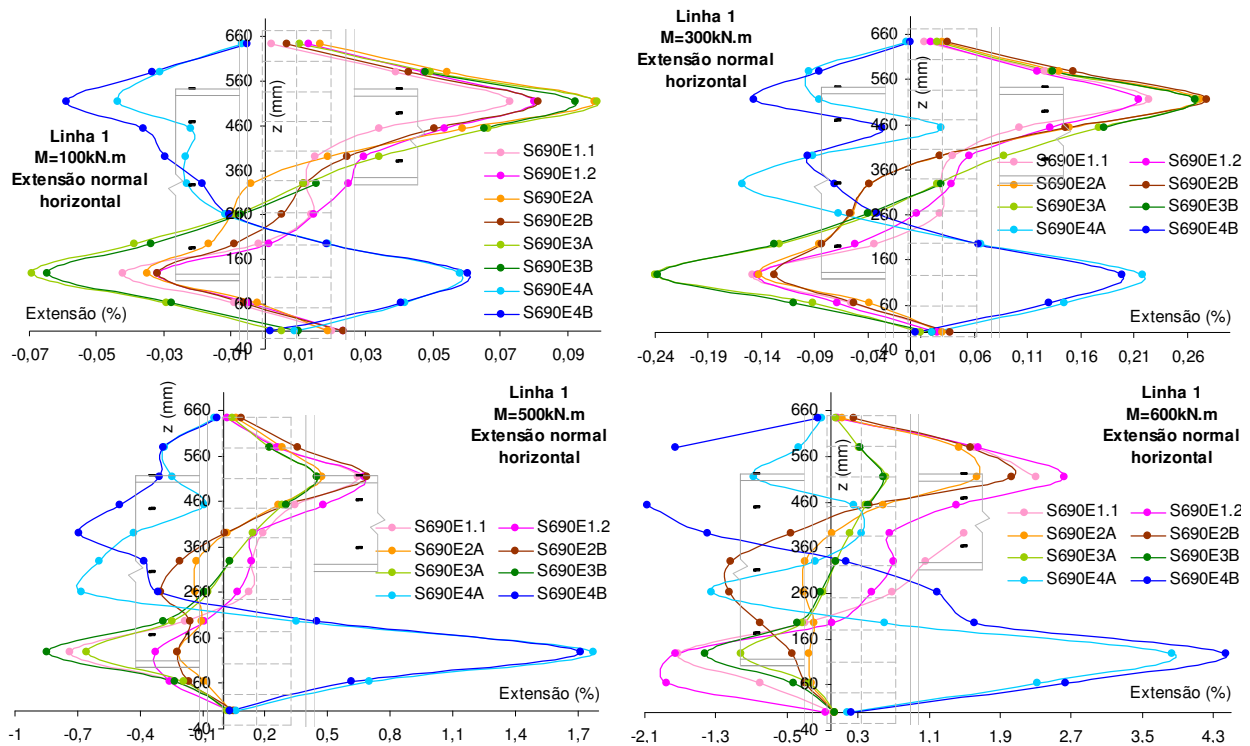 Linha 1
M=100kN.m
Extensão normal
horizontal
z (mm)
660
560
460
360
260
160
60
40
Extensão (%)
-0,07
-0,05
-0,03
-0,01
0,01
0,03
0,05
0,07
0,09
S690E1.1
S690E1.2
S690E2A
S690E2B
S690E3A
S690E3B
S690E4A
S690E4B
Linha 1
M=300kN.m
Extensão normal
horizontal
z (mm)
660
560
460
360
260
160
60
40
Extensão (%)
-0,24
-0,19
-0,14
-0,09
-0,04
0,01
0,06
0,11
0,16
0,21
0,26
S690E1.1
S690E1.2
S690E2A
S690E2B
S690E3A
S690E3B
S690E4A
S690E4B
Linha 1
M=500kN.m
Extensão normal
horizontal
z (mm)
660
560
460
360
260
160
60
40
Extensão (%)
-1
-0,7
-0,4
-0,1
0,2
0,5
0,8
1,1
1,4
1,7
S690E1.1
S690E1.2
S690E2A
S690E2B
S690E3A
S690E3B
S690E4A
S690E4B
Linha 1
M=600kN.m
Extensão normal
horizontal
z (mm)
660
560
460
360
260
160
60
40
Extensão (%)
-2,1
-1,3
-0,5
0,3
1,1
1,9
2,7
3,5
4,3
S690E1.1
S690E1.2
S690E2A
S690E2B
S690E3A
S690E3B
S690E4A
S690E4B